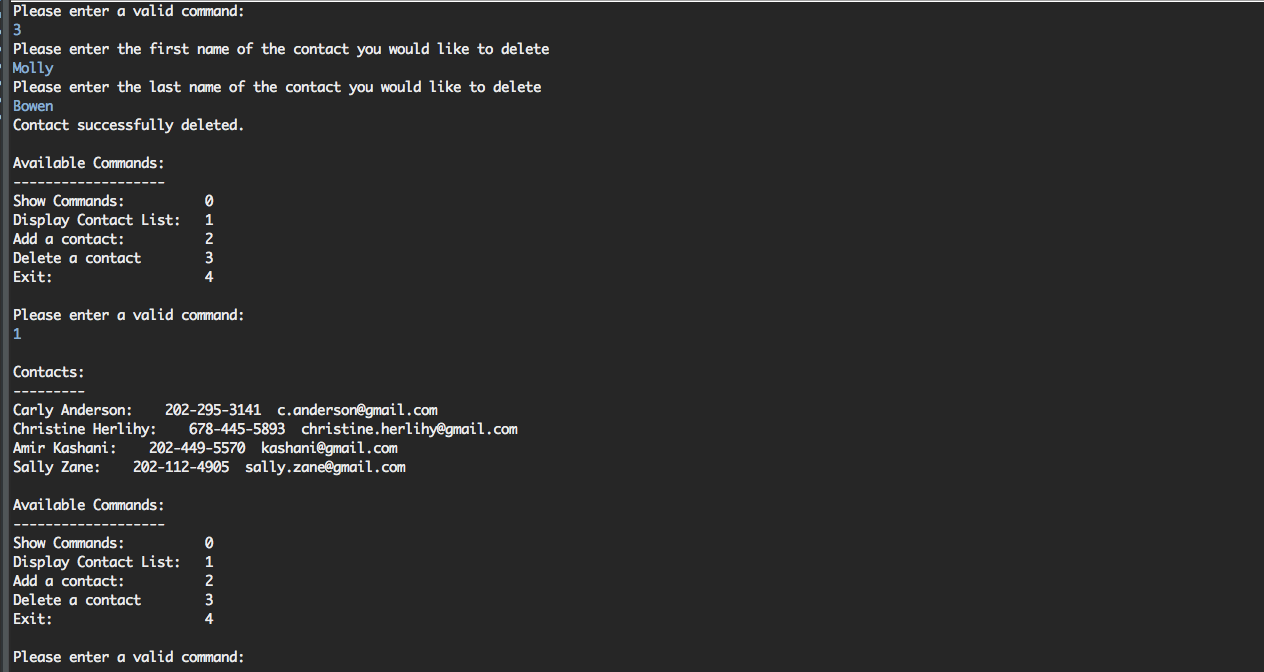 Please enter a valid command:
3
Please enter the first name of the contact you would like to delete
Molly
Please enter the last name of the contact you would like to delete
Bowen
Contact successfully deleted.

Available Commands:
-------------------
Show Commands:          0
Display Contact List:   1
Add a contact:          2
Delete a contact        3
Exit:                   4

Please enter a valid command:
1

Contacts:
---------
Carly Anderson:    202-295-3141  c.anderson@gmail.com
Christine Herlihy:    678-445-5893  christine.herlihy@gmail.com
Amir Kashani:    202-449-5570  kashani@gmail.com
Sally Zane:    202-112-4905  sally.zane@gmail.com

Available Commands:
-------------------
Show Commands:          0
Display Contact List:   1
Add a contact:          2
Delete a contact        3
Exit:                   4

Please enter a valid command: